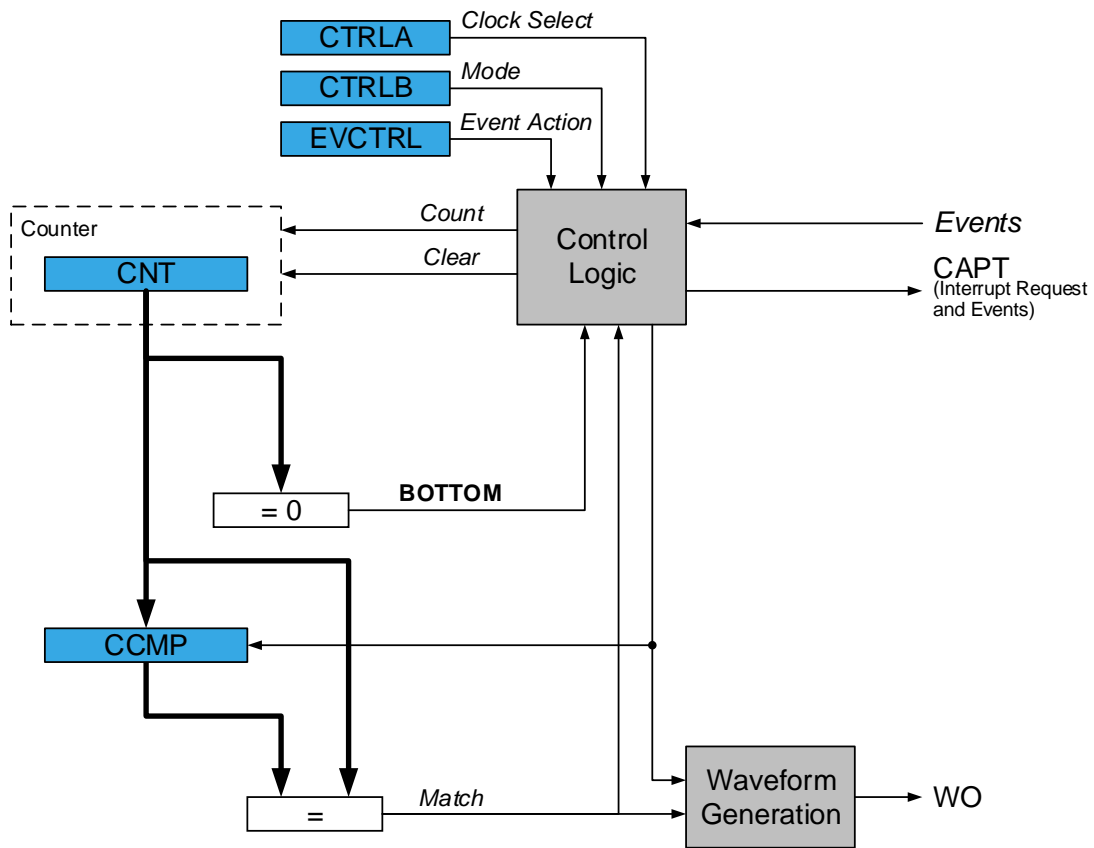 CTRLA
Clock Select
CTRLB
Mode
EVCTRL
Event Action
Counter
CNT
Count
Clear
Control
Logic
Events
CAPT
(Interrupt Request
and Events)
= 0
BOTTOM
CCMP
=
Match
Waveform
Generation
WO